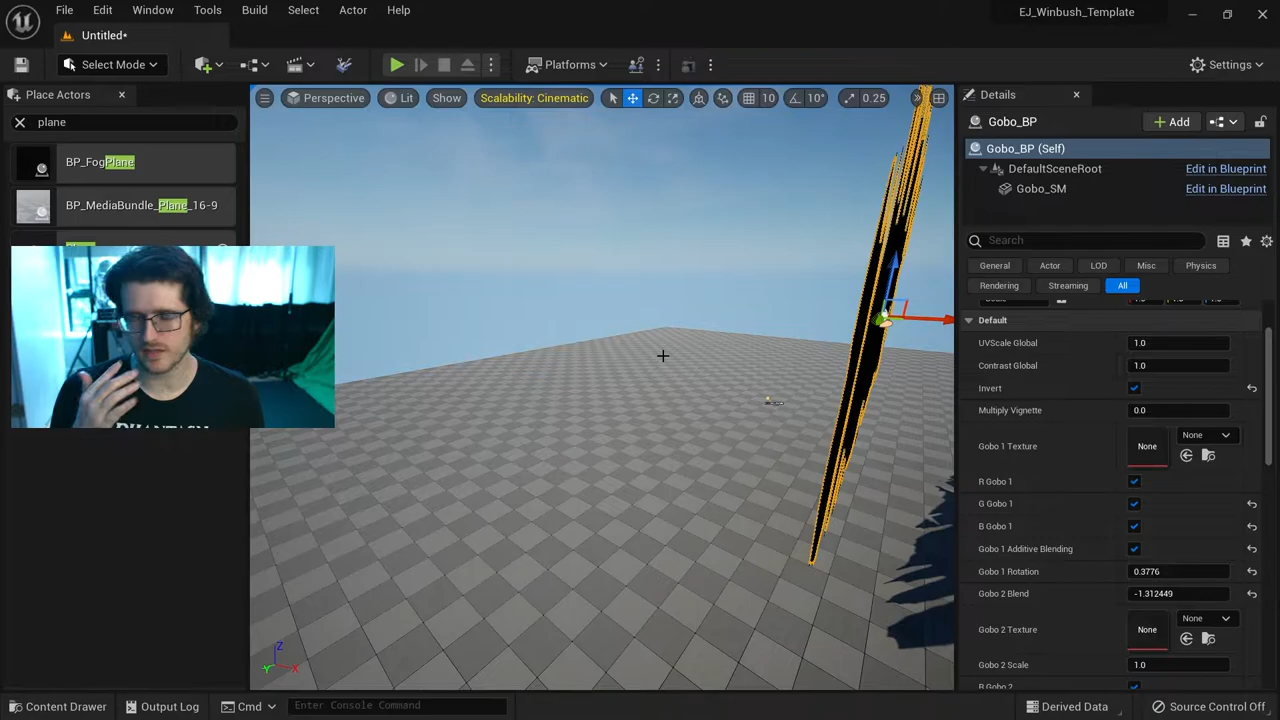 File
Edit
Window
Tools
Build
Select
Actor
Help
EJ_Winbush_Template
Untitled*
Select Mode
Platforms
Settings
Place Actors
plane
BP_FogPlane
BP_MediaBundle_Plane_16-9
Perspective
Lit
Show
Scalability: Cinematic
10
10°
0.25
Details
Gobo_BP
Add
Gobo_BP (Self)
DefaultSceneRoot
Edit in Blueprint
Gobo_SM
Edit in Blueprint
Search
General
Actor
LOD
Misc
Physics
Rendering
Streaming
All
Default
UVScale Global
1.0
Contrast Global
1.0
Invert
Multiply Vignette
0.0
Gobo 1 Texture
None
None
R Gobo 1
G Gobo 1
B Gobo 1
Gobo 1 Additive Blending
Gobo 1 Rotation
0.3776
Gobo 2 Blend
-1.312449
Gobo 2 Texture
None
None
Gobo 2 Scale
1.0
R Gobo 2
Z
Y
X
Content Drawer
Output Log
Cmd
Enter Console Command
Derived Data
Source Control Off